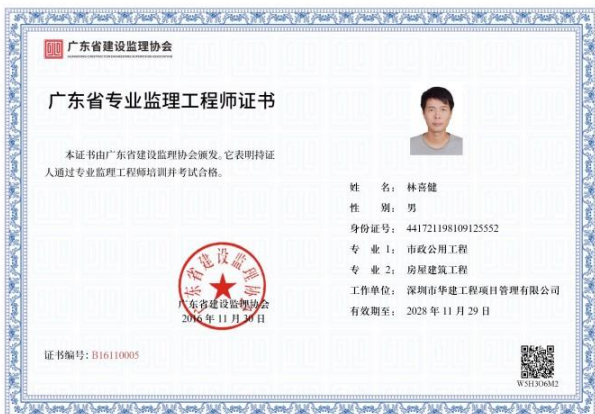 广东省建设监理协会
广东省专业监理工程师证书
本证书由广东省建设监理协会颁发。它表明持证
人通过专业监理工程师培训并考试合格。
姓 名： 林喜健
性 别： 男
身份证号： 441721198109125552
专 业 1： 市政公用工程
专 业 2： 房屋建筑工程
工作单位： 深圳市华建工程项目管理有限公司
有效期至： 2028 年 11 月 29 日
广东省建设监理协会
广东省建设监理协会
2016 年 11 月 30 日
证书编号：B16110005
W5H3O6M2